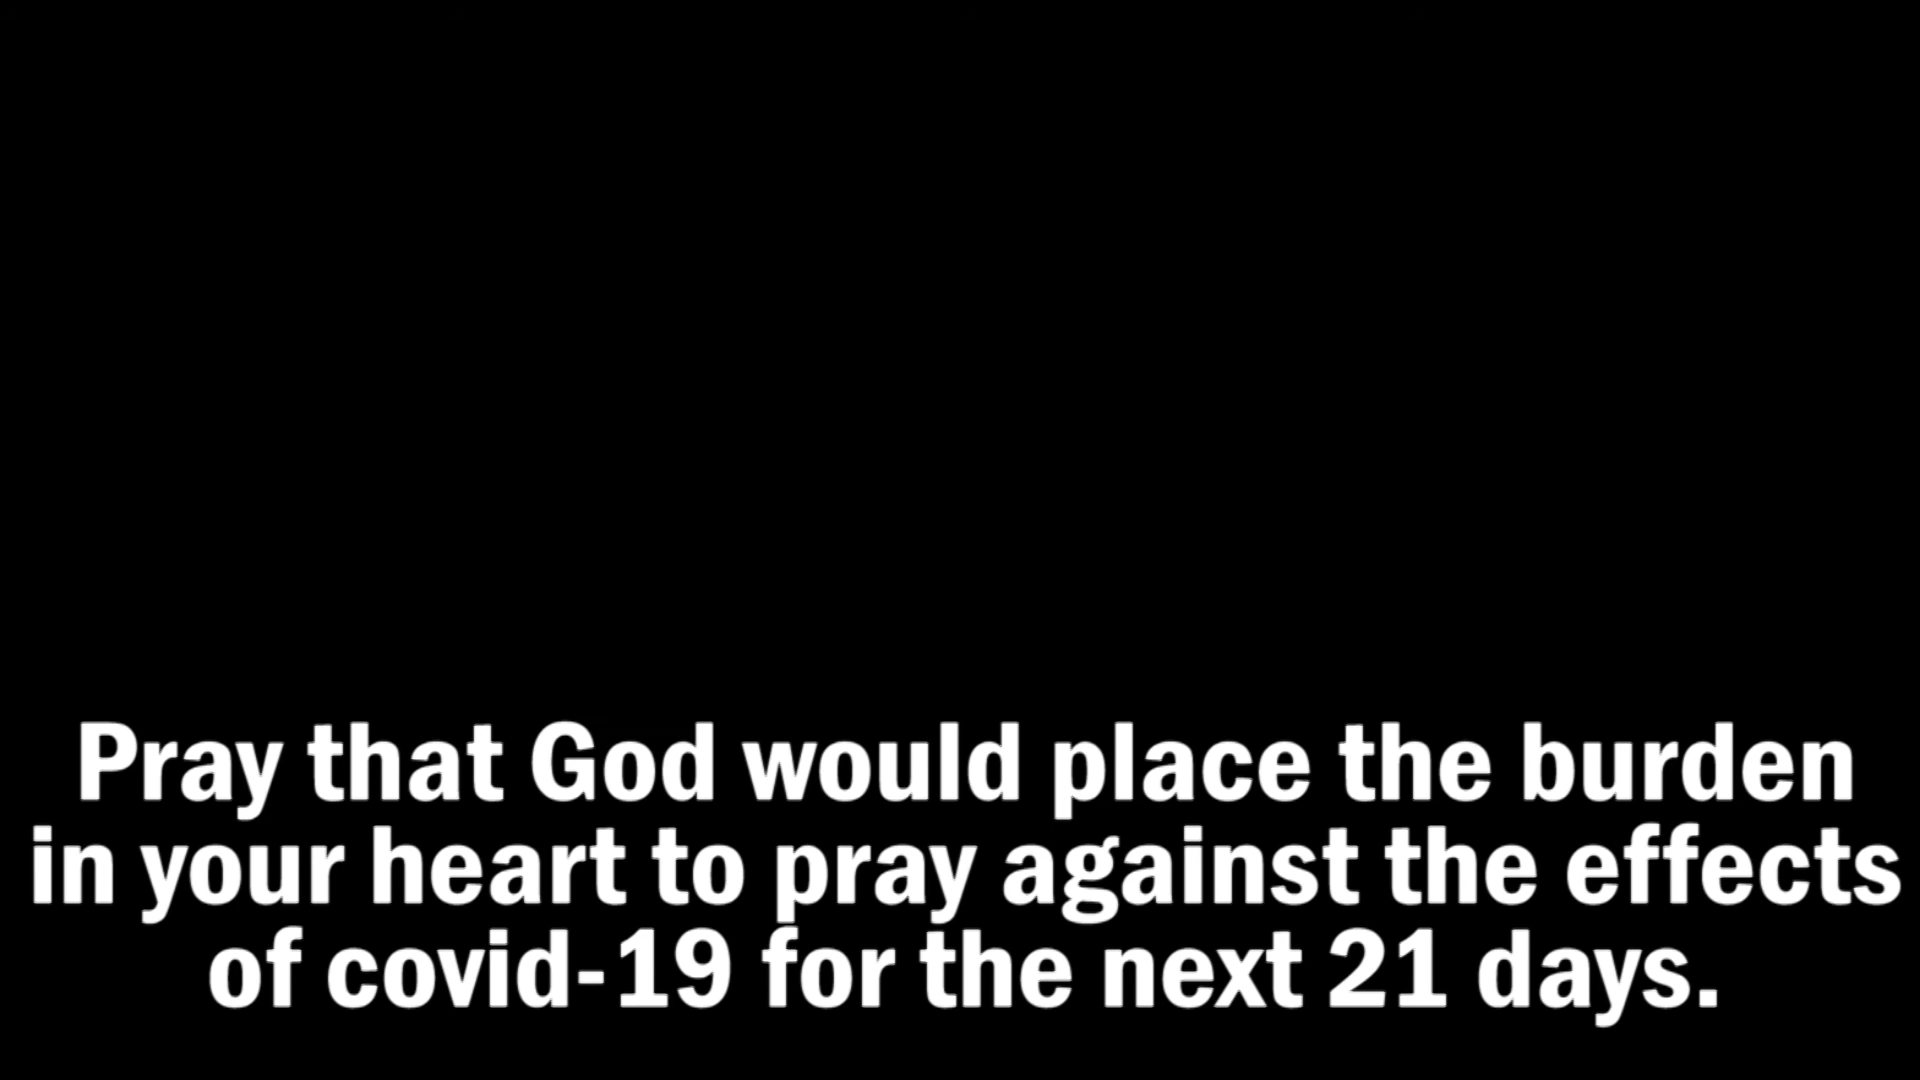 Pray that God would place the burden
in your heart to pray against the effects
of covid-19 for the next 21 days.